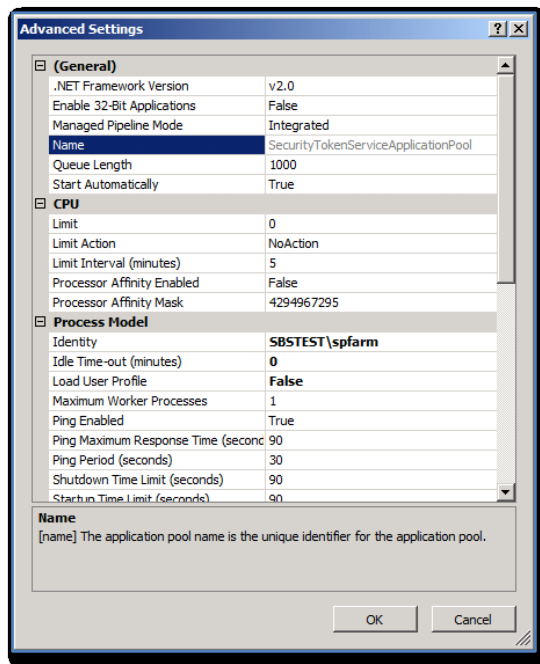 Advanced Settings
(General)
.NET Framework Version v2.0
Enable 32-Bit Applications False
Managed Pipeline Mode Integrated
Name SecurityTokenServiceApplicationPool
Queue Length 1000
Start Automatically True
CPU
Limit 0
Limit Action NoAction
Limit Interval (minutes) 5
Processor Affinity Enabled False
Processor Affinity Mask 4294967295
Process Model
Identity SBSTEST\spfarm
Idle Time-out (minutes) 0
Load User Profile False
Maximum Worker Processes 1
Ping Enabled True
Ping Maximum Response Time (second 90
Ping Period (seconds) 30
Shutdown Time Limit (seconds) 90
Startup Time Limit (seconds) 90
Name
[name] The application pool name is the unique identifier for the application pool.
OK Cancel